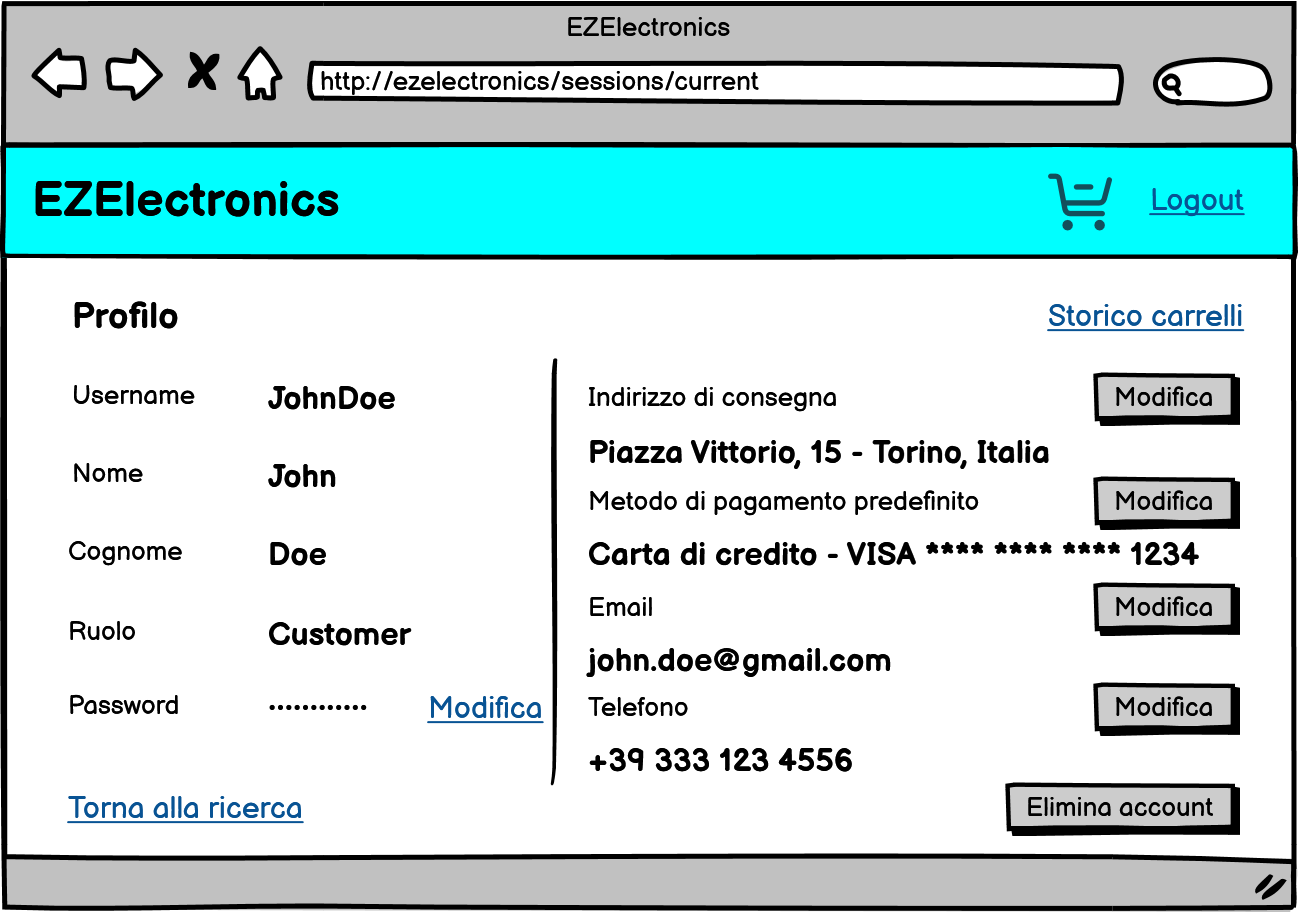 EZElectronics
http://ezelectronics/sessions/current
EZElectronics
Logout
Profilo
Storico carrelli
Username
JohnDoe
Nome
John
Cognome
Doe
Ruolo
Customer
Password
············
Modifica
Indirizzo di consegna
Modifica
Piazza Vittorio, 15 - Torino, Italia
Metodo di pagamento predefinito
Modifica
Carta di credito - VISA **** **** **** 1234
Email
Modifica
john.doe@gmail.com
Telefono
Modifica
+39 333 123 4556
Torna alla ricerca
Elimina account